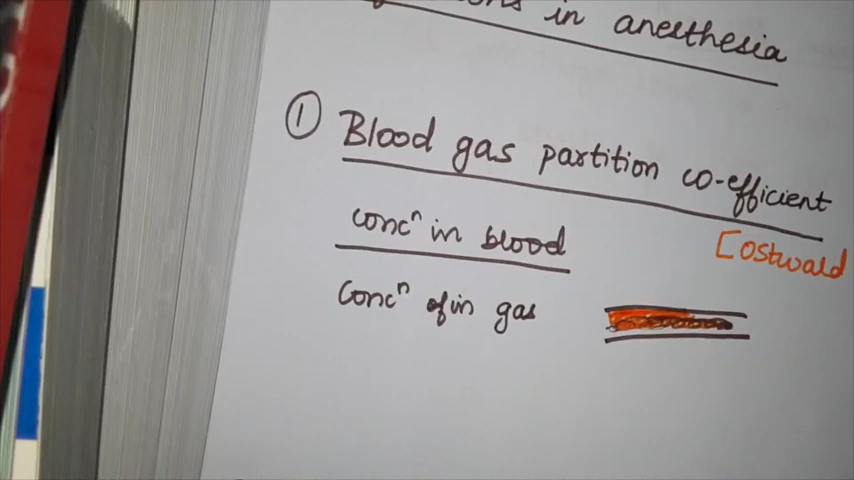 in anesthesia
① Blood gas partition co-efficient
concⁿ in blood
[Ostwald
concⁿ of in gas